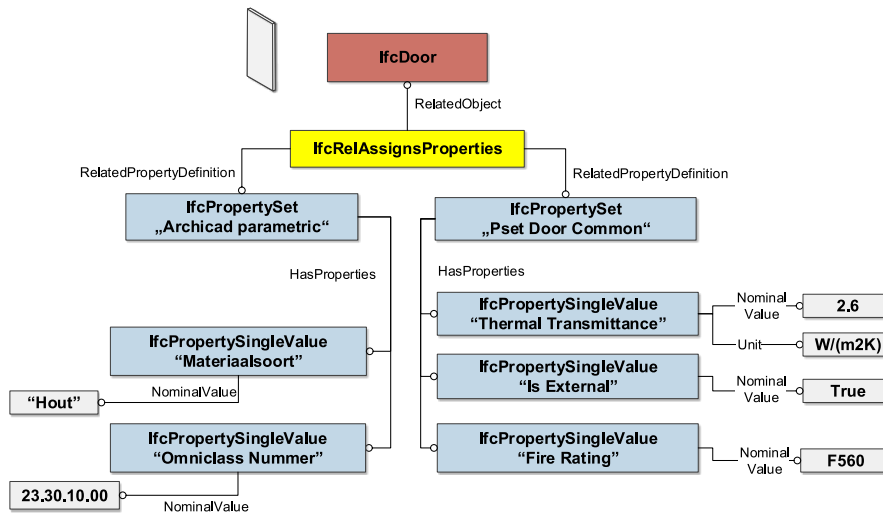 IfcDoor
RelatedObject
IfcRelAssignsProperties
RelatedPropertyDefinition
RelatedPropertyDefinition
IfcPropertySet
„Archicad parametric“
IfcPropertySet
„Pset Door Common“
HasProperties
HasProperties
IfcPropertySingleValue
“Thermal Transmittance”
Nominal
Value
2.6
Unit
W/(m2K)
IfcPropertySingleValue
“Materiaalsoort”
NominalValue
“Hout”
IfcPropertySingleValue
“Is External”
Nominal
Value
True
IfcPropertySingleValue
“Omniclass Nummer”
NominalValue
23.30.10.00
IfcPropertySingleValue
“Fire Rating”
Nominal
Value
F560